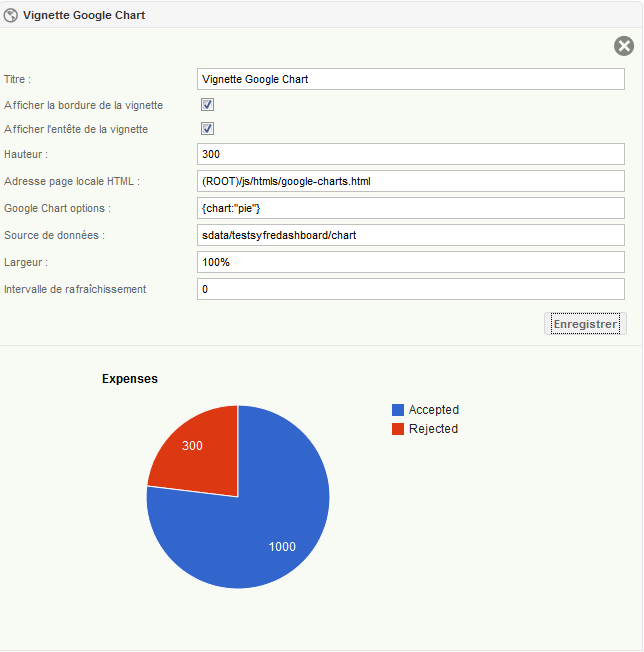 Vignette Google Chart
Titre : Vignette Google Chart
Afficher la bordure de la vignette
Afficher l'entête de la vignette
Hauteur : 300
Adresse page locale HTML : (ROOT)/js/htmls/google-charts.html
Google Chart options : {chart:"pie"}
Source de données : sdata/testsyfredashboard/chart
Largeur : 100%
Intervalle de rafraîchissement 0
Enregistrer
Expenses
Accepted
Rejected
300
1000